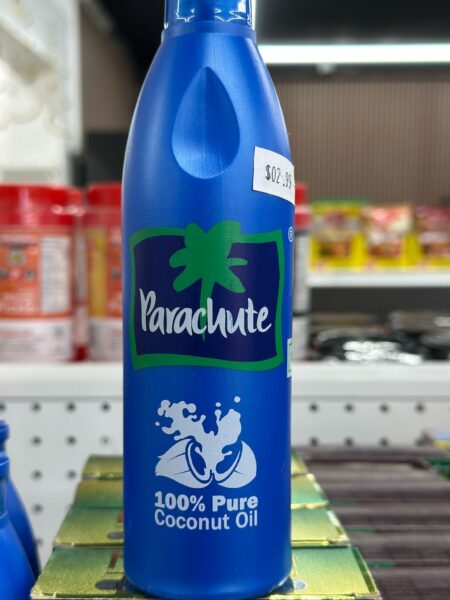 $02.99
®
Parachute
100% Pure
Coconut Oil